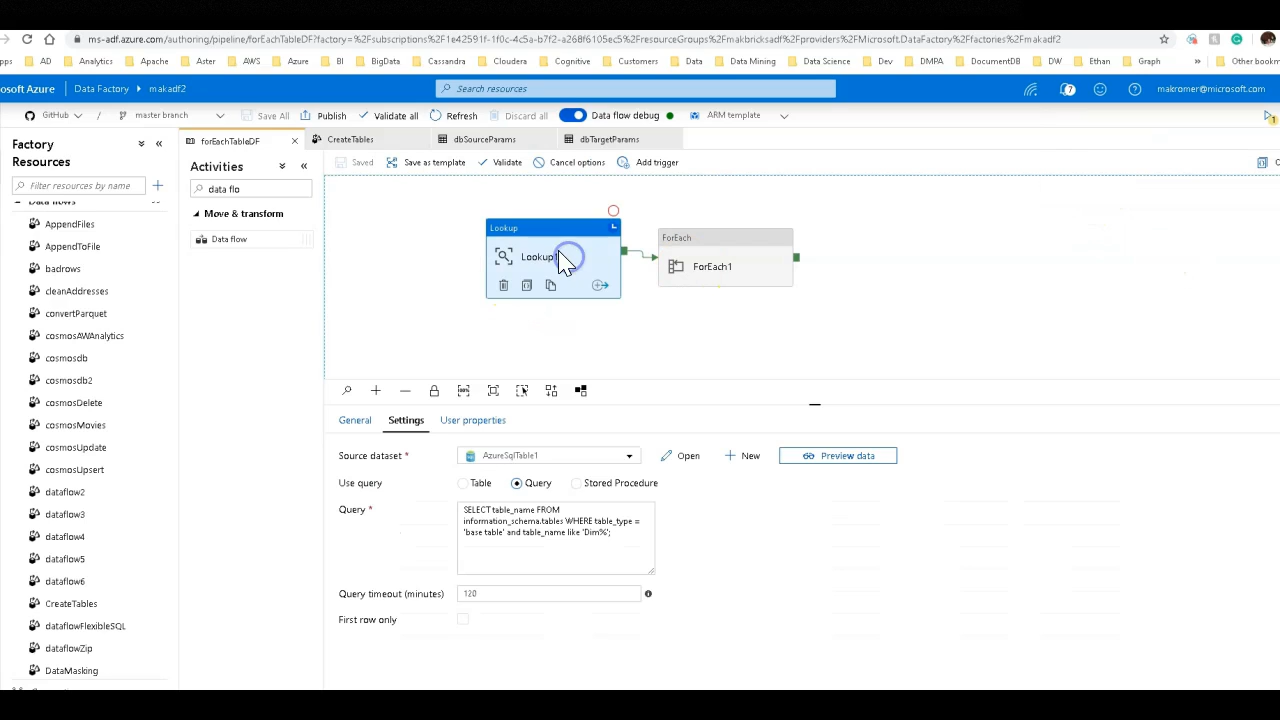 ms-adf.azure.com/authoring/pipeline/forEachTableDF?factory=%2Fsubscriptions%2F1e42591f-1f0c-4c5a-b7f2-a268f6105ec5%2FresourceGroups%2Fmakbricksadf%2Fproviders%2FMicrosoft.DataFactory%2Ffactories%2Fmakadf2
pps AD Analytics Apache Aster AWS Azure BI BigData Cassandra Cloudera Cognitive Customers Data Data Mining Data Science Dev DMPA DocumentDB DW Ethan Graph » Other bookm
osoft Azure Data Factory makadf2 Search resources 7 makromer@microsoft.com
GitHub / master branch Save All Publish Validate all Refresh Discard all Data flow debug ARM template 1
Factory Resources
Filter resources by name
Data flows
AppendFiles
AppendToFile
badrows
cleanAddresses
convertParquet
cosmosAWAnalytics
cosmosdb
cosmosdb2
cosmosDelete
cosmosMovies
cosmosUpdate
cosmosUpsert
dataflow2
dataflow3
dataflow4
dataflow5
dataflow6
CreateTables
dataflowFlexibleSQL
dataflowZip
DataMasking
forEachTableDF CreateTables dbSourceParams dbTargetParams
Activities
data flo
Move & transform
Data flow
Saved Save as template Validate Cancel options Add trigger
Lookup
Lookup1
ForEach
ForEach1
100%
General Settings User properties
Source dataset * AzureSqlTable1 Open New Preview data
Use query Table Query Stored Procedure
Query * SELECT table_name FROM
information_schema.tables WHERE table_type =
'base table' and table_name like 'Dim%';
Query timeout (minutes) 120
First row only